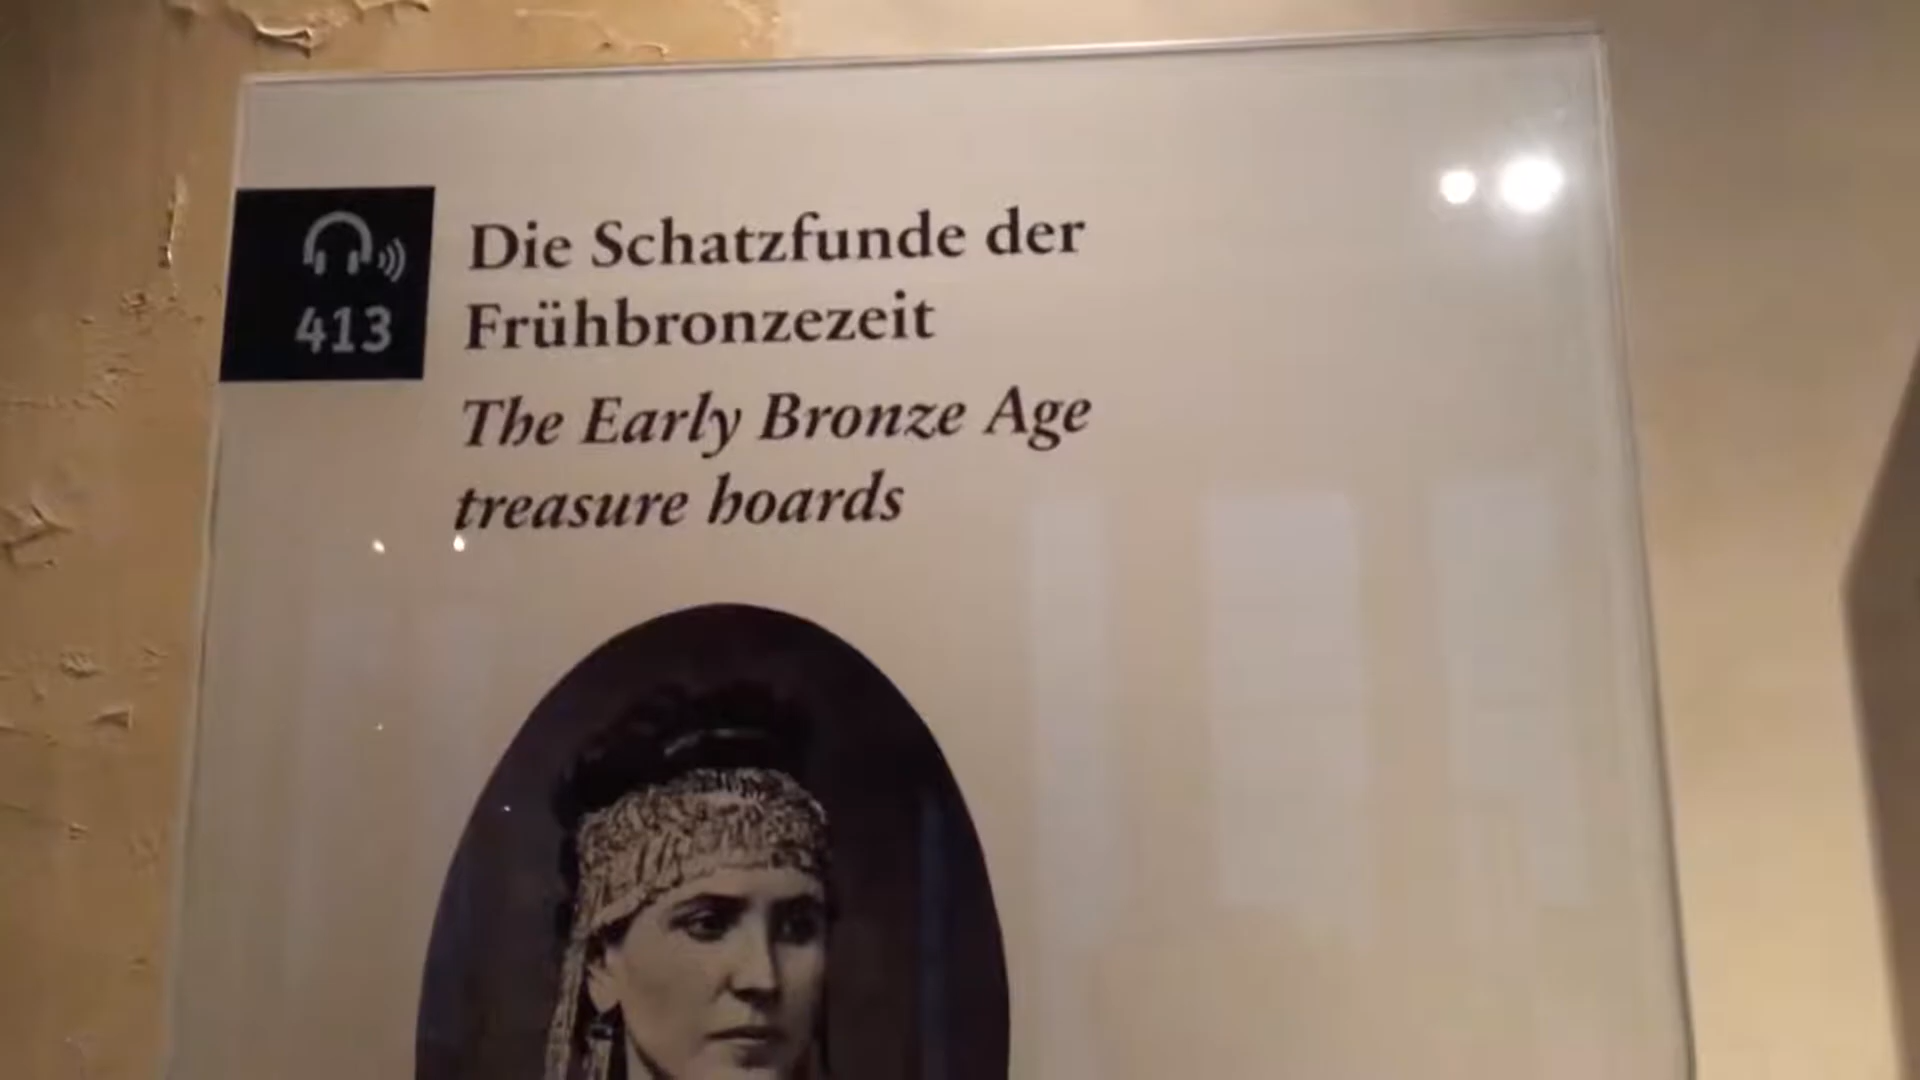 413
Die Schatzfunde der
Frühbronzezeit
The Early Bronze Age
treasure hoards